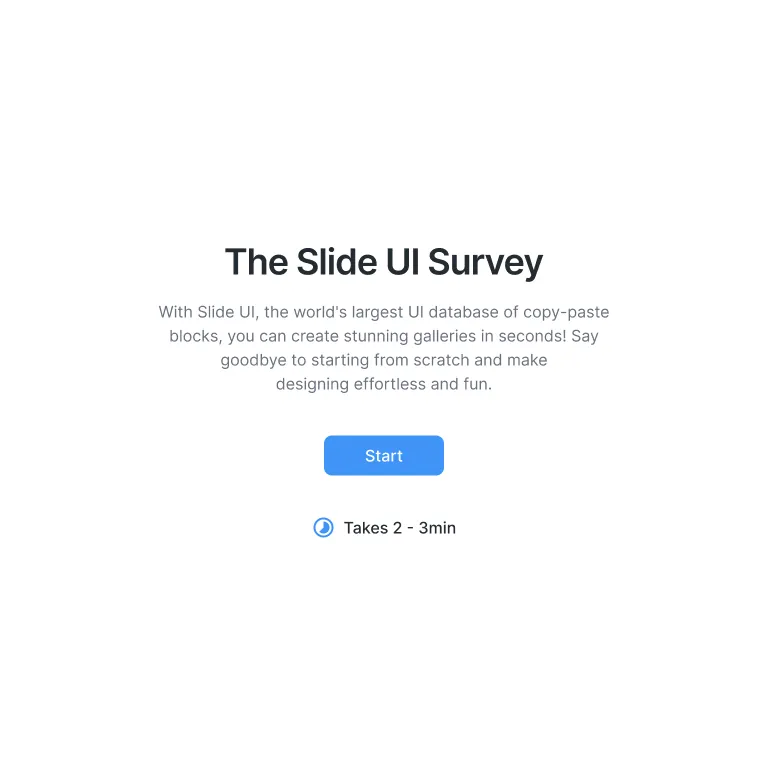 The Slide UI Survey
With Slide UI, the world's largest UI database of copy-paste
blocks, you can create stunning galleries in seconds! Say
goodbye to starting from scratch and make
designing effortless and fun.
Start
Takes 2 - 3min